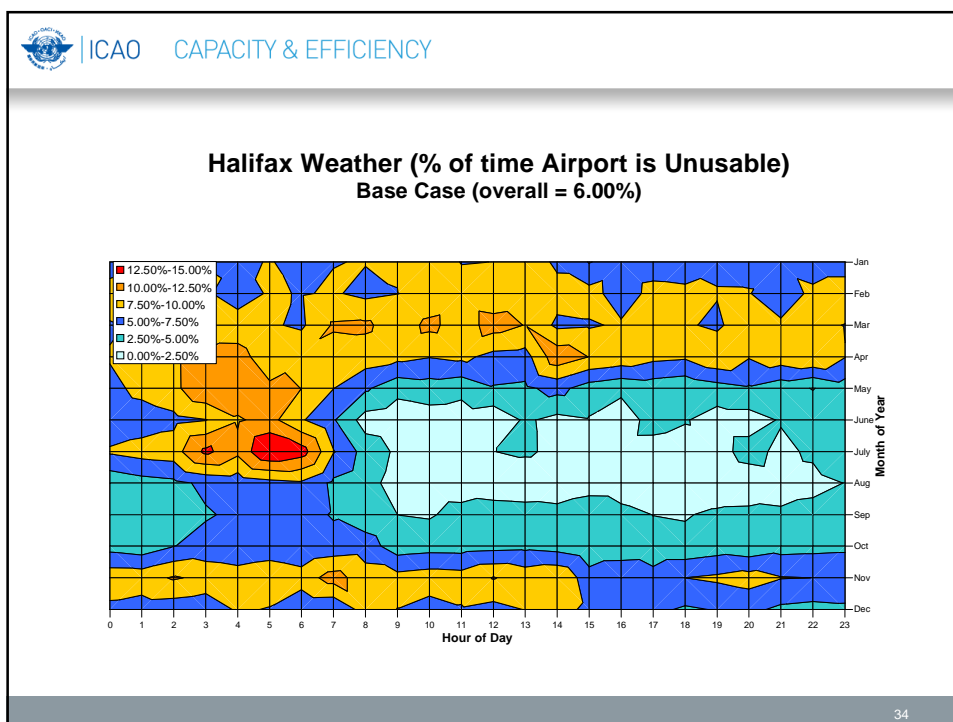 ICAO CAPACITY & EFFICIENCY
Halifax Weather (% of time Airport is Unusable)
Base Case (overall = 6.00%)
12.50%-15.00%
10.00%-12.50%
7.50%-10.00%
5.00%-7.50%
2.50%-5.00%
0.00%-2.50%
Jan
Feb
Mar
Apr
May
June
July
Aug
Sep
Oct
Nov
Dec
Month of Year
0 1 2 3 4 5 6 7 8 9 10 11 12 13 14 15 16 17 18 19 20 21 22 23
Hour of Day
34